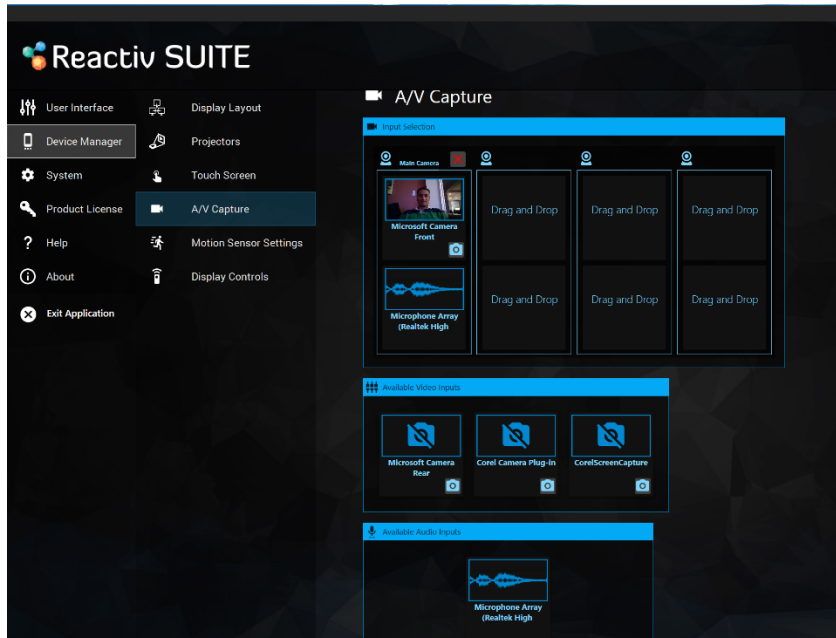 Reactiv SUITE
User Interface
Device Manager
System
Product License
? Help
About
Exit Application
Display Layout
Projectors
Touch Screen
A/V Capture
Motion Sensor Settings
Display Controls
A/V Capture
Input Selection
Main Camera
Microsoft Camera
Front
Microphone Array
(Realtek High
Drag and Drop
Drag and Drop
Drag and Drop
Drag and Drop
Drag and Drop
Drag and Drop
Available Video Inputs
Microsoft Camera
Rear
Corel Camera Plug-in
CorelScreenCapture
Available Audio Inputs
Microphone Array
(Realtek High